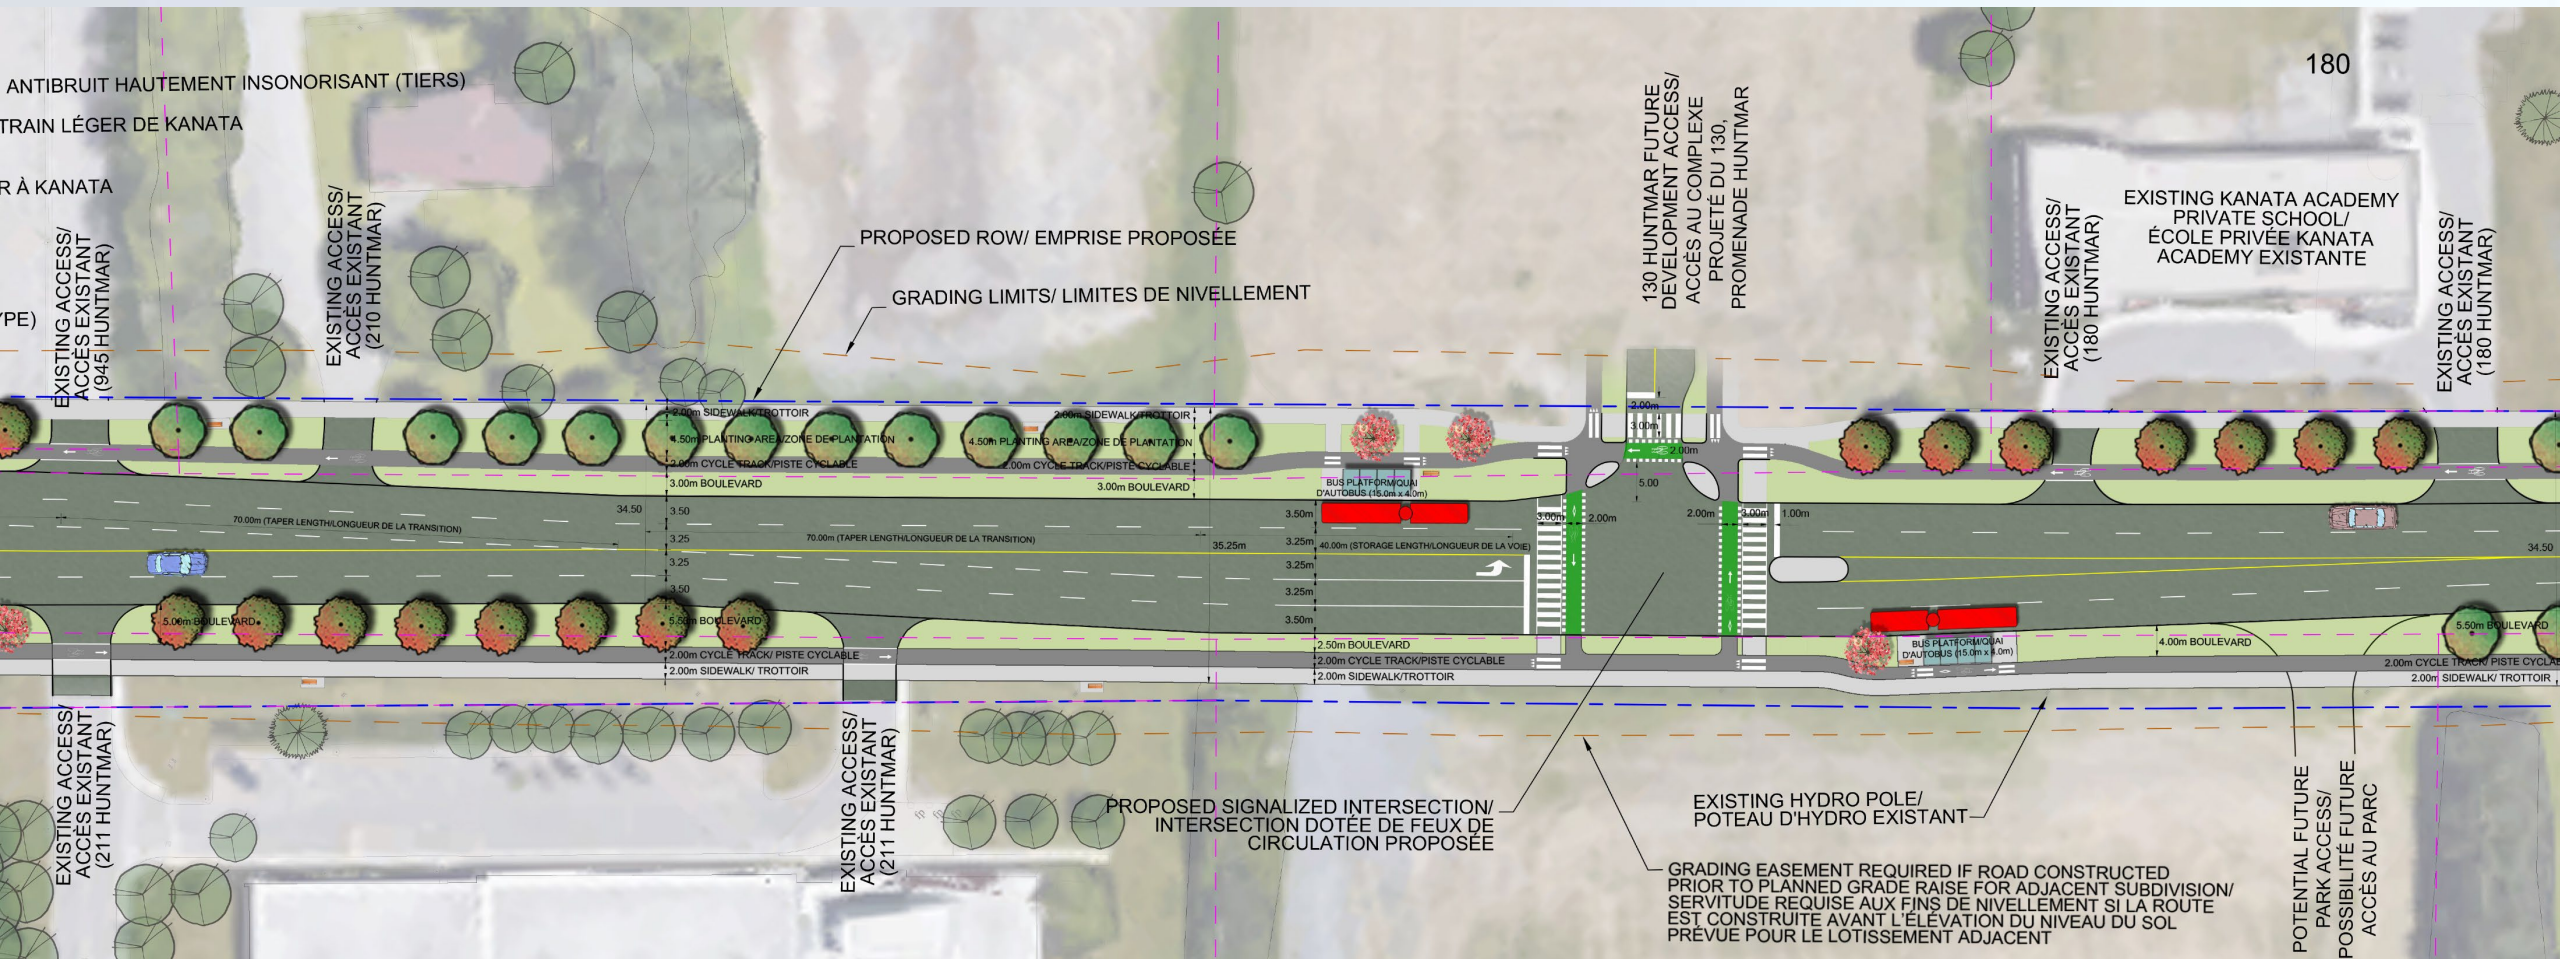 ANTIBRUIT HAUTEMENT INSONORISANT (TIERS)
TRAIN LÉGER DE KANATA
R À KANATA
YPE)
EXISTING ACCESS/
ACCÈS EXISTANT
(945 HUNTMAR)
EXISTING ACCESS/
ACCÈS EXISTANT
(210 HUNTMAR)
PROPOSED ROW/ EMPRISE PROPOSÉE
GRADING LIMITS/ LIMITES DE NIVELLEMENT
130 HUNTMAR FUTURE
DEVELOPMENT ACCESS/
ACCÈS AU COMPLEXE
PROJETÉ DU 130,
PROMENADE HUNTMAR
180
EXISTING ACCESS/
ACCÈS EXISTANT
(180 HUNTMAR)
EXISTING KANATA ACADEMY
PRIVATE SCHOOL/
ÉCOLE PRIVÉE KANATA
ACADEMY EXISTANTE
EXISTING ACCESS/
ACCÈS EXISTANT
(180 HUNTMAR)
2.00m SIDEWALK/TROTTOIR
4.50m PLANTING AREA/ZONE DE PLANTATION
2.00m CYCLE TRACK/PISTE CYCLABLE
3.00m BOULEVARD
2.00m SIDEWALK/TROTTOIR
4.50m PLANTING AREA/ZONE DE PLANTATION
2.00m CYCLE TRACK/PISTE CYCLABLE
3.00m BOULEVARD
BUS PLATFORM/QUAI
D'AUTOBUS (15.0m x 4.0m)
2.00m
3.00m
2.00m
5.00
34.50
3.50
3.25
3.25
3.50
70.00m (TAPER LENGTH/LONGUEUR DE LA TRANSITION)
70.00m (TAPER LENGTH/LONGUEUR DE LA TRANSITION)
35.25m
3.50m
3.25m
3.25m
3.25m
3.50m
40.00m (STORAGE LENGTH/LONGUEUR DE LA VOIE)
3.00m
2.00m
2.00m
3.00m
1.00m
34.50
5.00m BOULEVARD
5.50m BOULEVARD
2.00m CYCLE TRACK/ PISTE CYCLABLE
2.00m SIDEWALK/ TROTTOIR
2.50m BOULEVARD
2.00m CYCLE TRACK/PISTE CYCLABLE
2.00m SIDEWALK/TROTTOIR
BUS PLATFORM/QUAI
D'AUTOBUS (15.0m x 4.0m)
4.00m BOULEVARD
5.50m BOULEVARD
2.00m CYCLE TRACK/ PISTE CYCLA
2.00m SIDEWALK/ TROTTOIR
EXISTING ACCESS/
ACCÈS EXISTANT
(211 HUNTMAR)
EXISTING ACCESS/
ACCÈS EXISTANT
(211 HUNTMAR)
PROPOSED SIGNALIZED INTERSECTION/
INTERSECTION DOTÉE DE FEUX DE
CIRCULATION PROPOSÉE
EXISTING HYDRO POLE/
POTEAU D'HYDRO EXISTANT
GRADING EASEMENT REQUIRED IF ROAD CONSTRUCTED
PRIOR TO PLANNED GRADE RAISE FOR ADJACENT SUBDIVISION/
SERVITUDE REQUISE AUX FINS DE NIVELLEMENT SI LA ROUTE
EST CONSTRUITE AVANT L'ÉLÉVATION DU NIVEAU DU SOL
PRÉVUE POUR LE LOTISSEMENT ADJACENT
POTENTIAL FUTURE
PARK ACCESS/
POSSIBILITÉ FUTURE
ACCÈS AU PARC